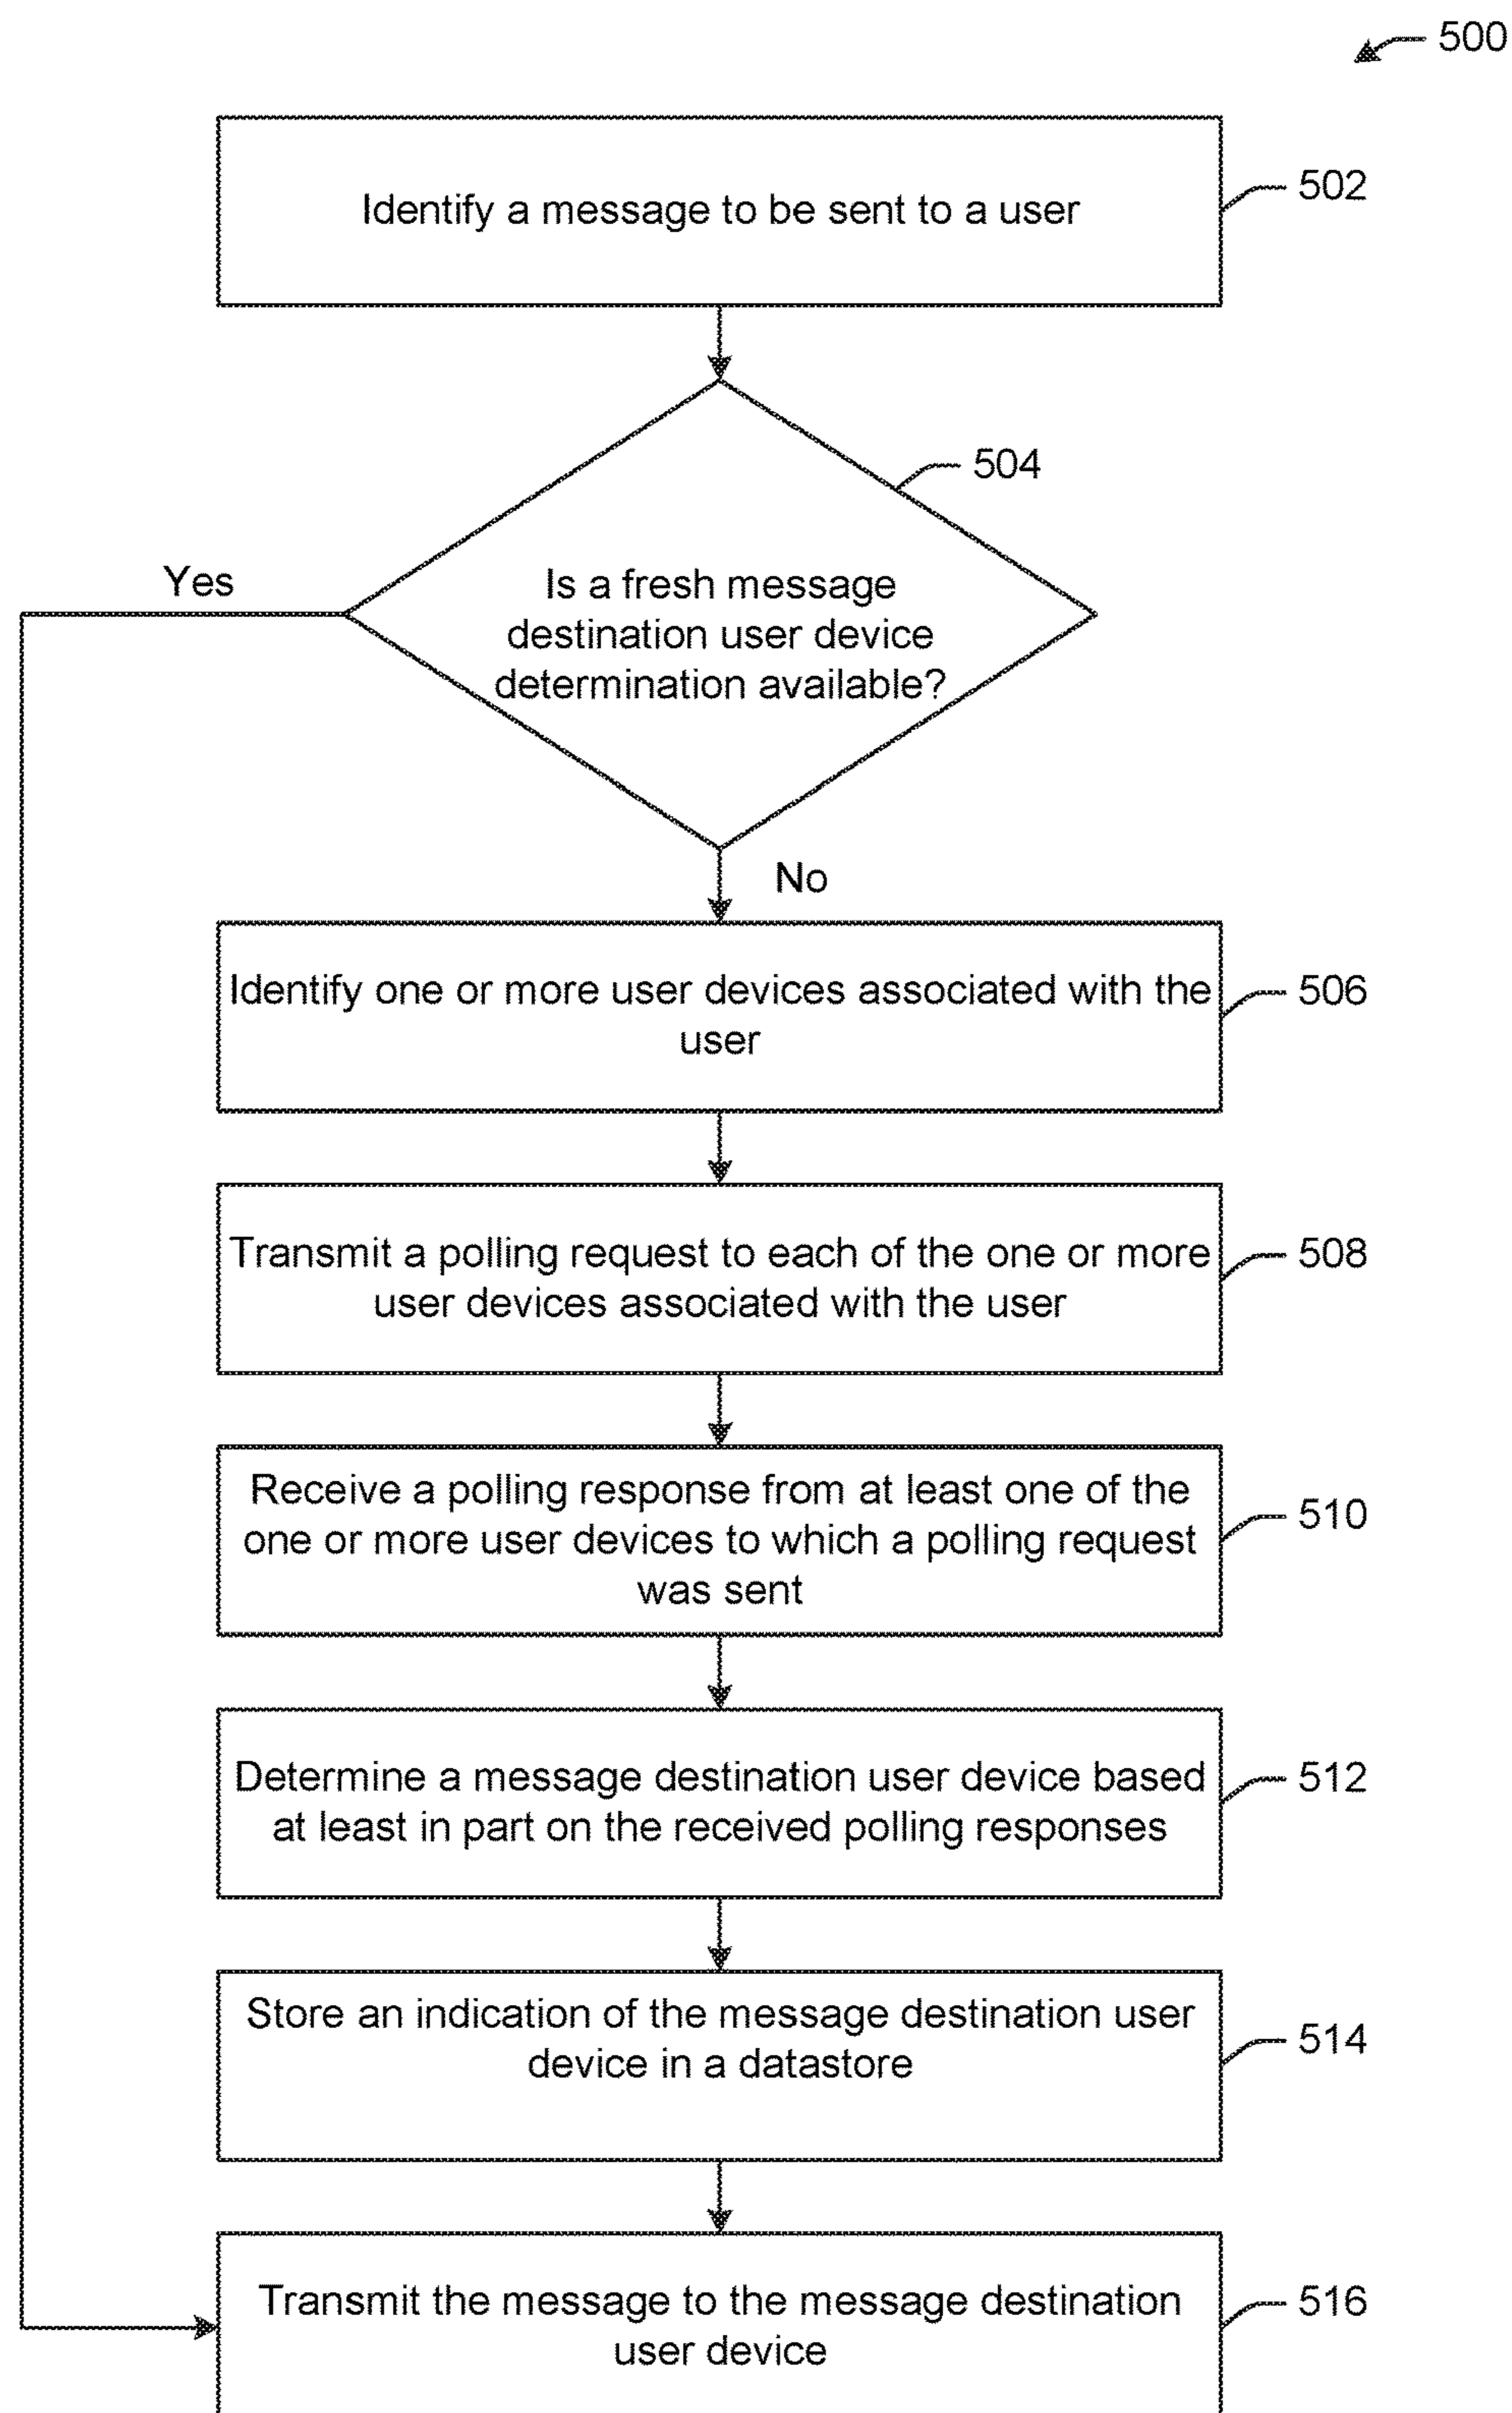 500
Identify a message to be sent to a user
502
504
Yes
Is a fresh message
destination user device
determination available?
No
Identify one or more user devices associated with the
user
506
Transmit a polling request to each of the one or more
user devices associated with the user
508
Receive a polling response from at least one of the
one or more user devices to which a polling request
was sent
510
Determine a message destination user device based
at least in part on the received polling responses
512
Store an indication of the message destination user
device in a datastore
514
Transmit the message to the message destination
user device
516